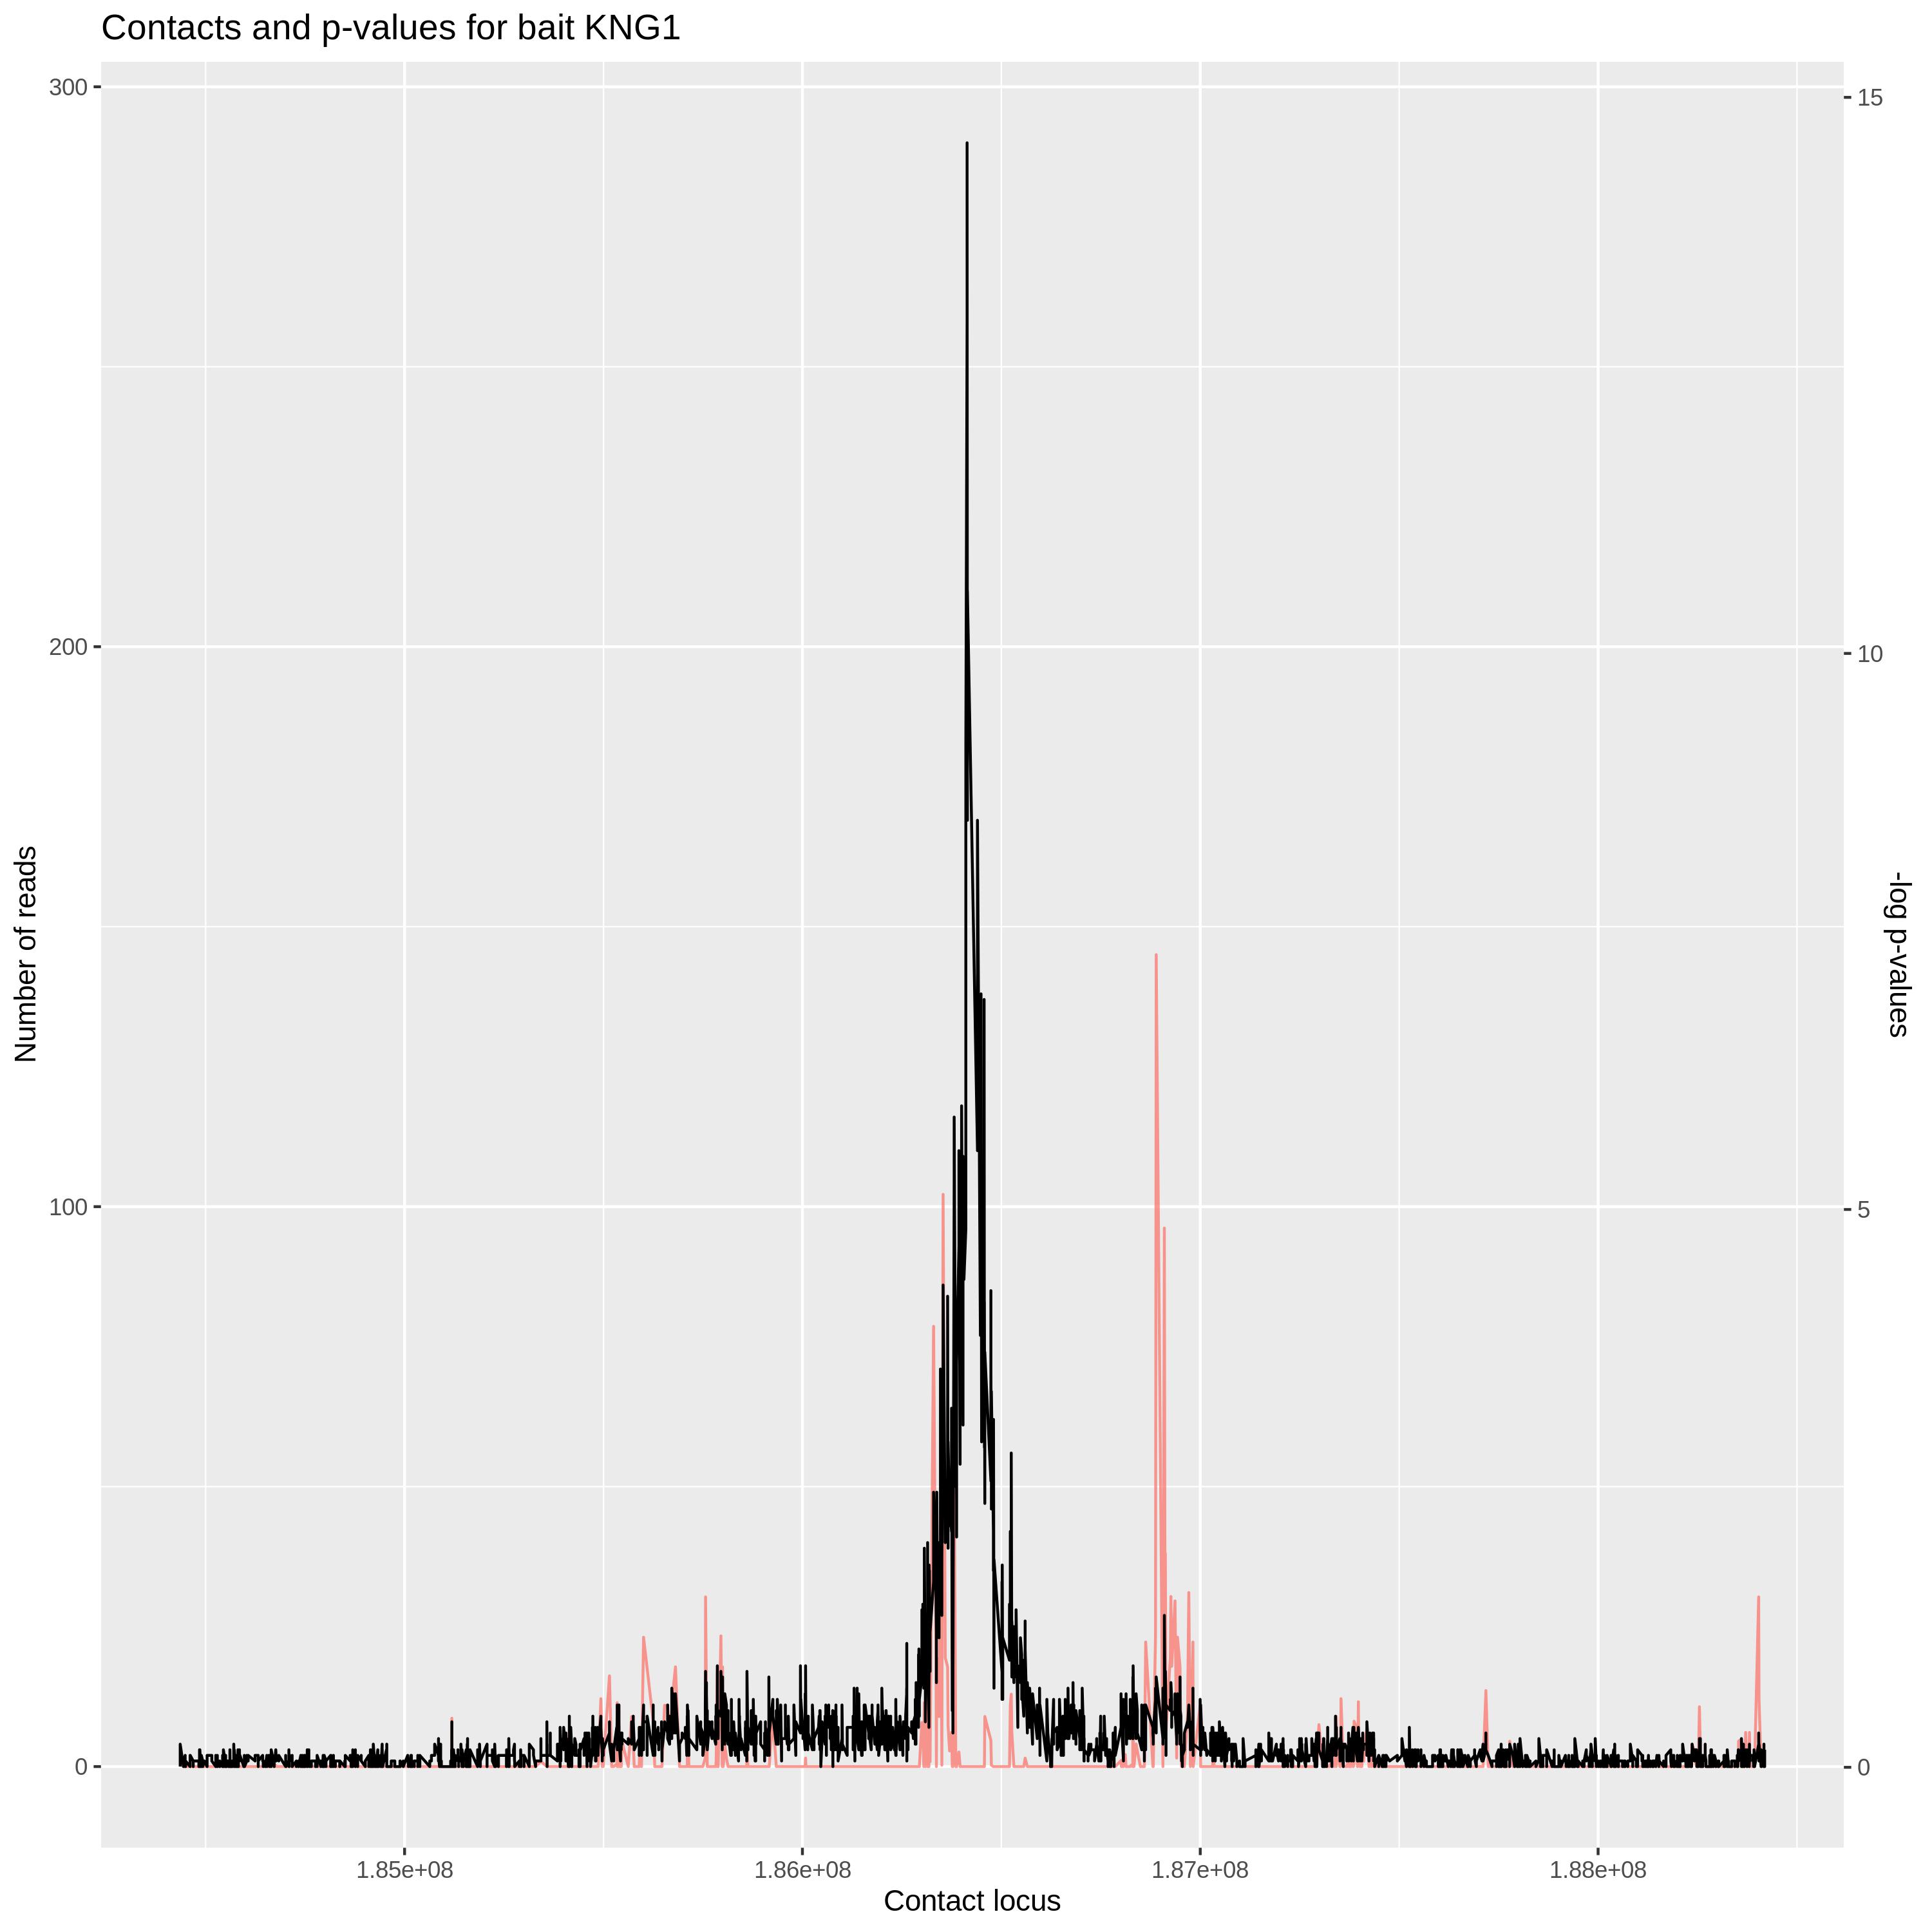 Contacts and p-values for bait KNG1
300
200
100
0
Number of reads
15
10
5
0
-log p-values
1.85e+08
1.86e+08
1.87e+08
1.88e+08
Contact locus